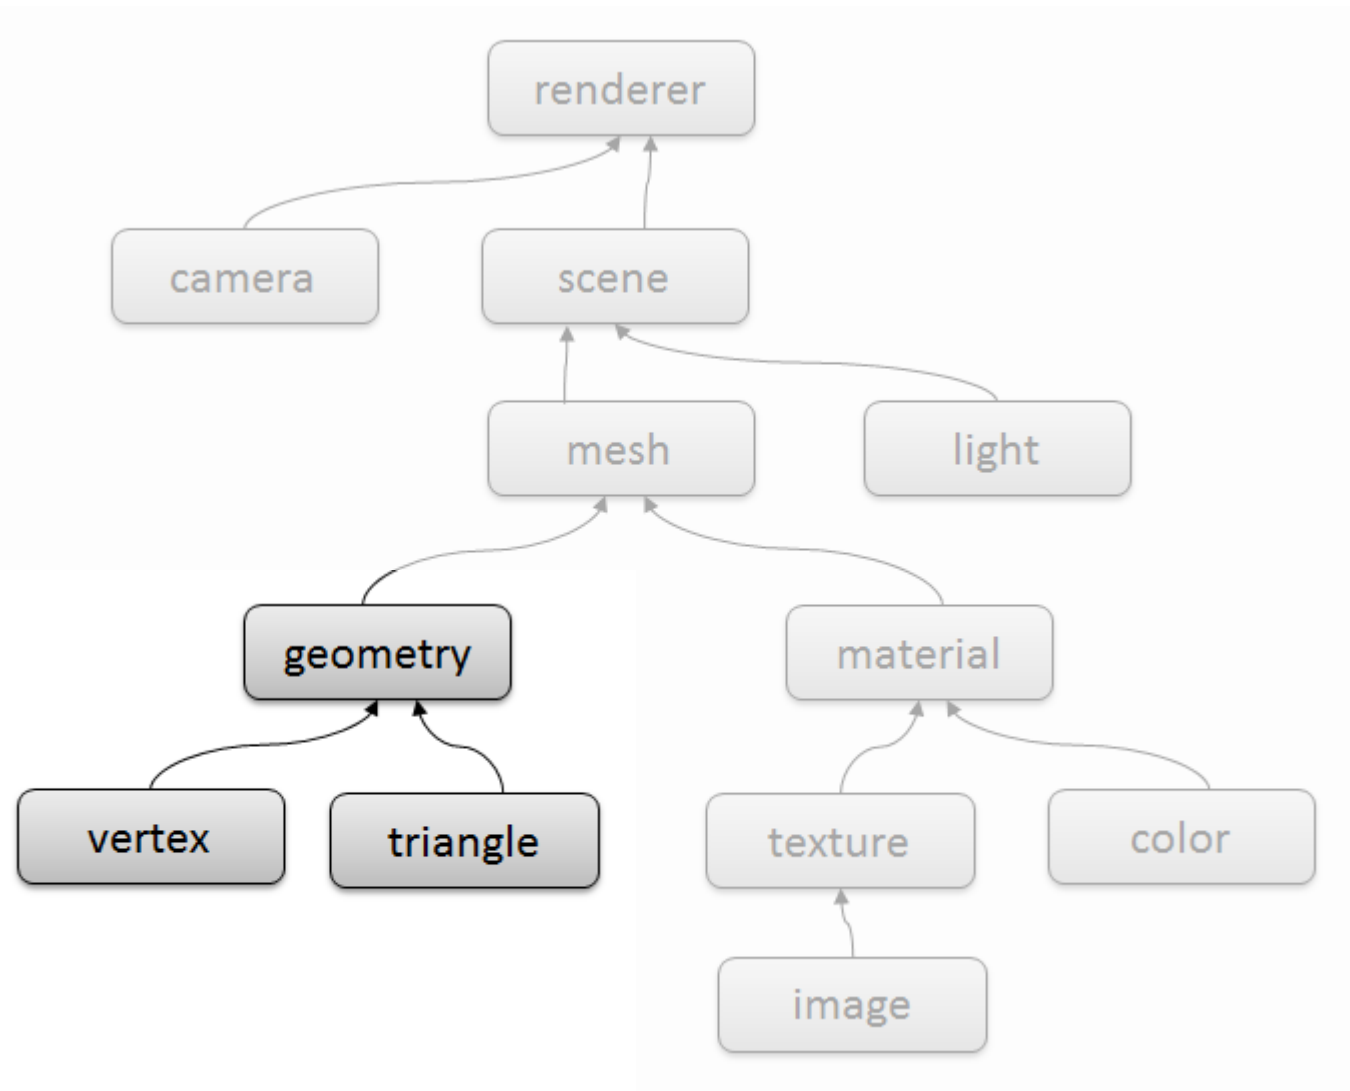 renderer
camera
scene
mesh
light
geometry
material
vertex
triangle
texture
color
image